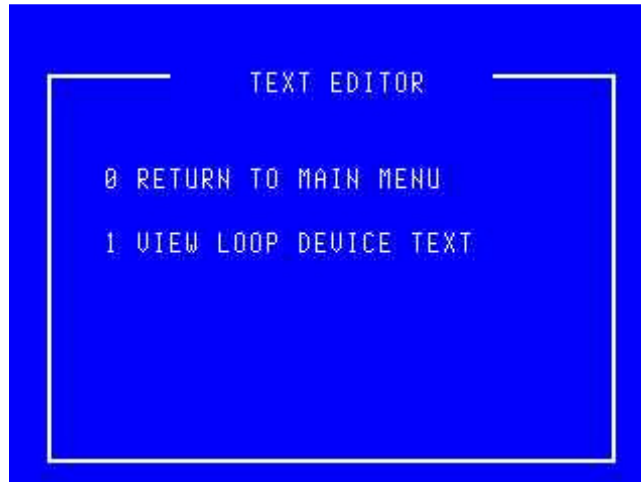 TEXT EDITOR
0 RETURN TO MAIN MENU
1 VIEW LOOP DEVICE TEXT